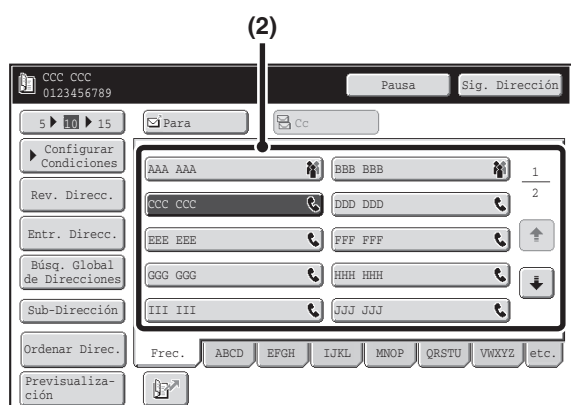 (2)
CCC CCC
0123456789
Pausa
Sig. Dirección
5 10 15
Para
Cc
Configurar
Condiciones
Rev. Direcc.
Entr. Direcc.
Búsq. Global
de Direcciones
Sub-Dirección
Ordenar Direc.
Previsualiza-
ción
AAA AAA
BBB BBB
CCC CCC
DDD DDD
EEE EEE
FFF FFF
GGG GGG
HHH HHH
III III
JJJ JJJ
1
2
Frec.
ABCD
EFGH
IJKL
MNOP
QRSTU
VWXYZ
etc.